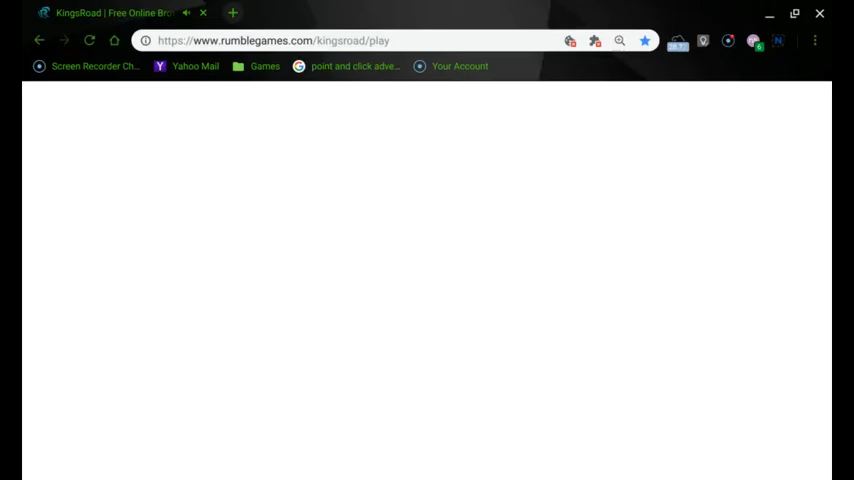 KingsRoad | Free Online Bro
https://www.rumblegames.com/kingsroad/play
Screen Recorder Ch... Yahoo Mail Games point and click adve... Your Account